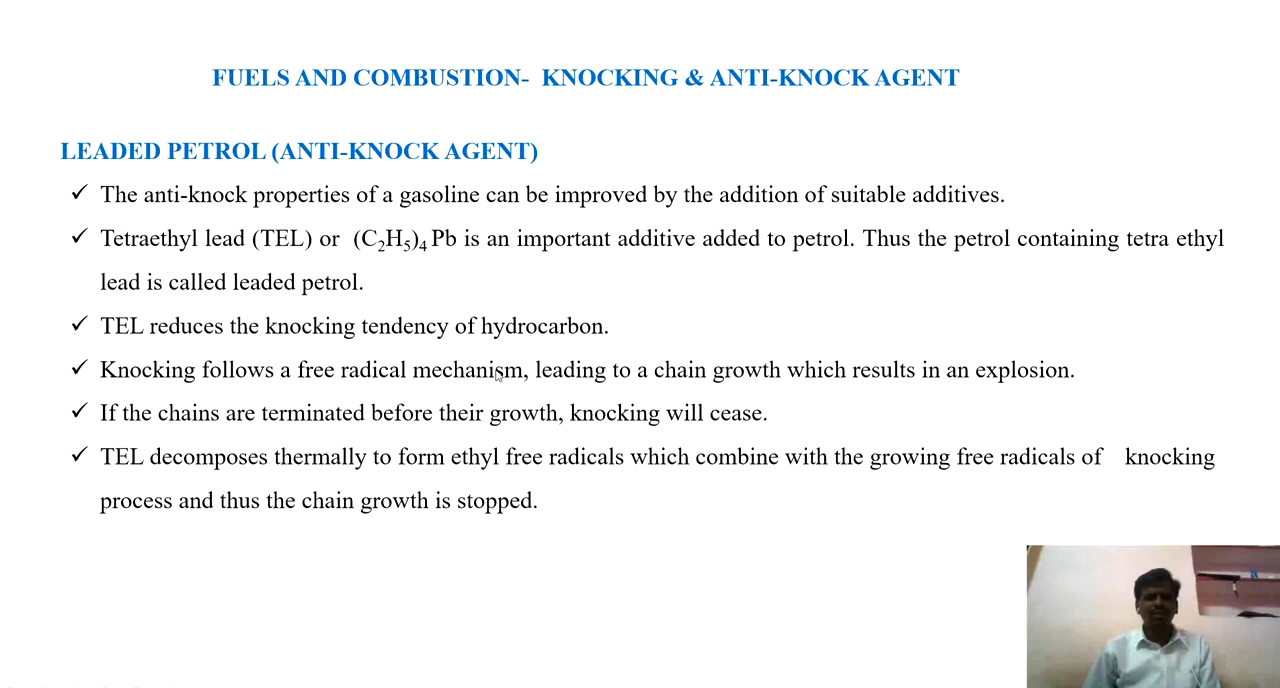 FUELS AND COMBUSTION- KNOCKING & ANTI-KNOCK AGENT
LEADED PETROL (ANTI-KNOCK AGENT)
✓ The anti-knock properties of a gasoline can be improved by the addition of suitable additives.
✓ Tetraethyl lead (TEL) or (C₂H₅)₄ Pb is an important additive added to petrol. Thus the petrol containing tetra ethyl
lead is called leaded petrol.
✓ TEL reduces the knocking tendency of hydrocarbon.
✓ Knocking follows a free radical mechanism, leading to a chain growth which results in an explosion.
✓ If the chains are terminated before their growth, knocking will cease.
✓ TEL decomposes thermally to form ethyl free radicals which combine with the growing free radicals of knocking
process and thus the chain growth is stopped.